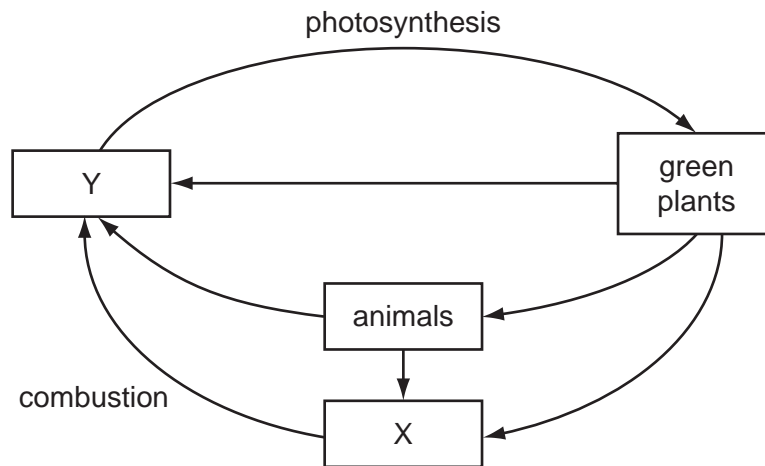 photosynthesis
Y
green
plants
animals
combustion
X